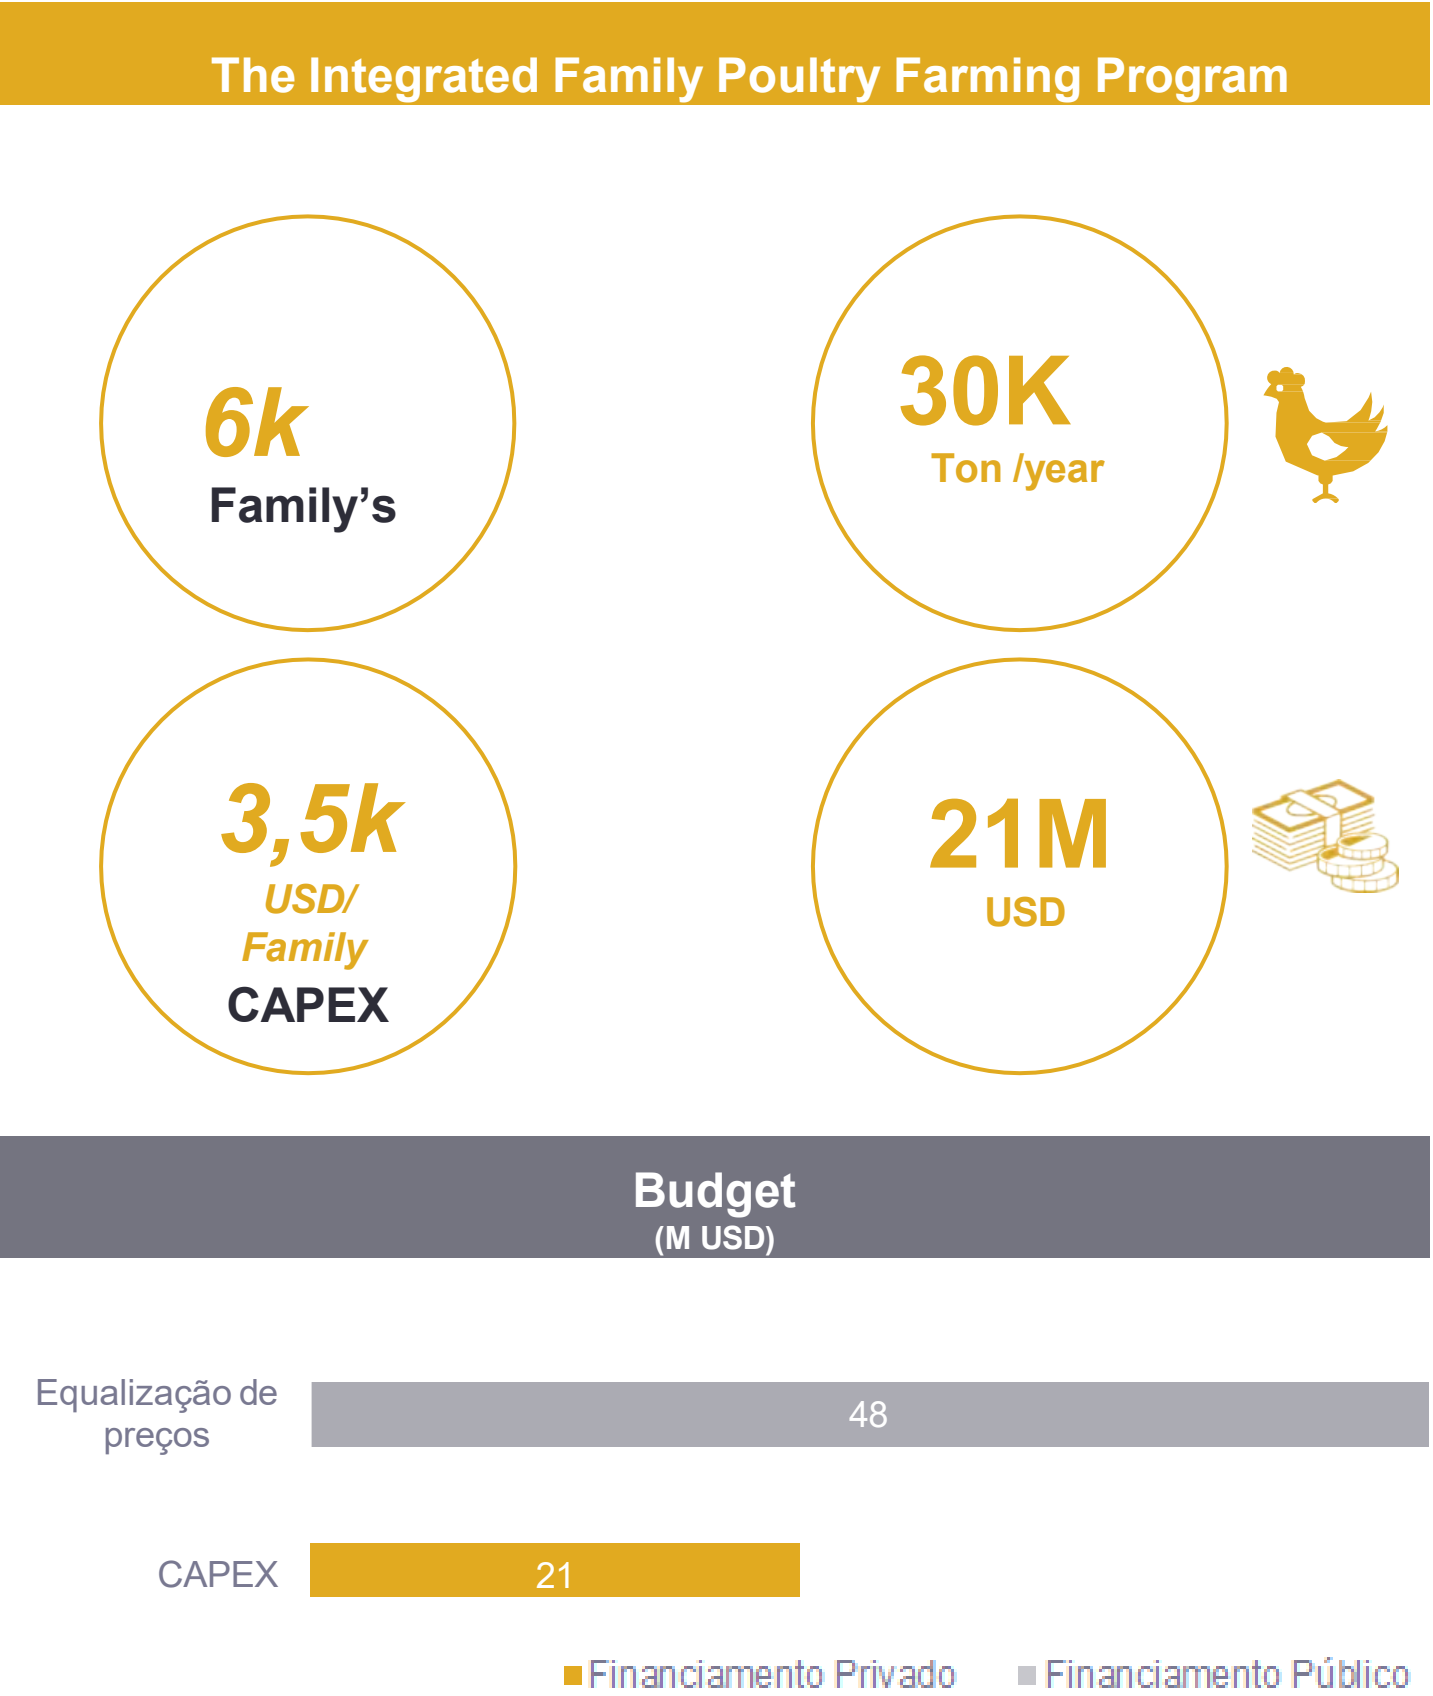 The Integrated Family Poultry Farming Program
6k
Family’s
30K
Ton /year
3,5k
USD/
Family
CAPEX
21M
USD
Budget
(M USD)
Equalização de
preços
48
CAPEX
21
Financiamento Privado
Financiamento Público